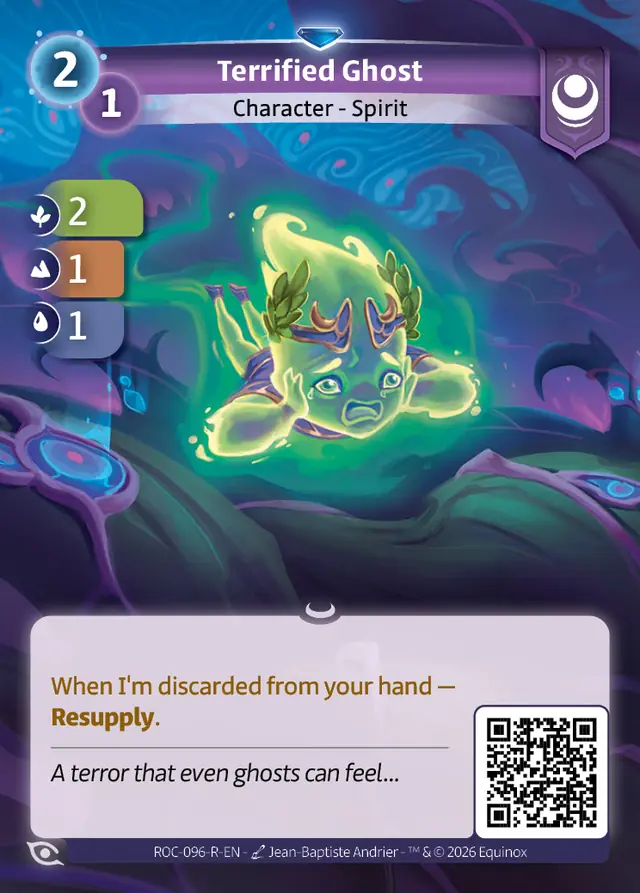 2
Terrified Ghost
1
Character - Spirit
2
1
1
When I'm discarded from your hand —
Resupply.
A terror that even ghosts can feel...
ROC-096-R-EN - Jean-Baptiste Andrier - ™ & © 2026 Equinox